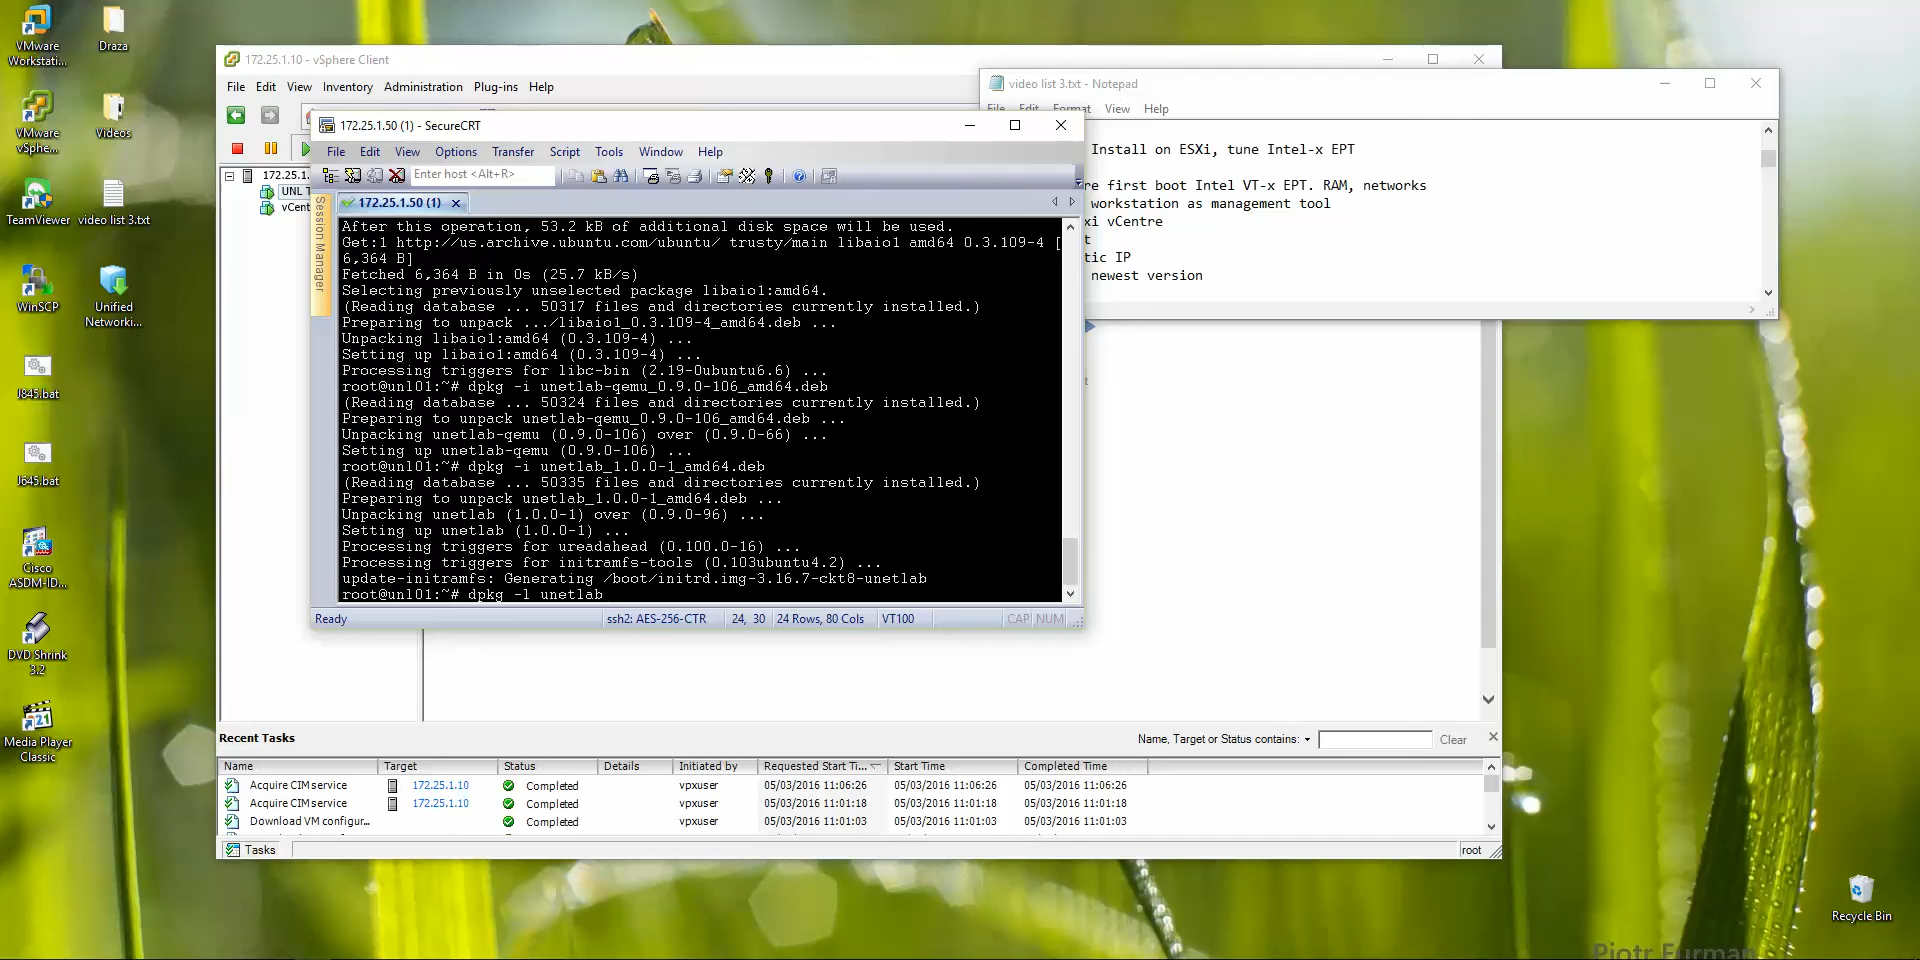 VMware
Workstati...
Draza
VMware
vSphe...
Videos
TeamViewer
video list 3.txt
WinSCP
Unified
Networki...
J845.bat
J645.bat
Cisco
ASDM-ID...
DVD Shrink
3.2
Media Player
Classic
Recycle Bin
172.25.1.10 - vSphere Client
File Edit View Inventory Administration Plug-ins Help
172.25.1.
UNL T
vCent
video list 3.txt - Notepad
File Edit Format View Help
Install on ESXi, tune Intel-x EPT
re first boot Intel VT-x EPT. RAM, networks
workstation as management tool
xi vCentre
t
tic IP
newest version
172.25.1.50 (1) - SecureCRT
File Edit View Options Transfer Script Tools Window Help
Enter host <Alt+R>
Session Manager
172.25.1.50 (1)
After this operation, 53.2 kB of additional disk space will be used.
Get:1 http://us.archive.ubuntu.com/ubuntu/ trusty/main libaio1 amd64 0.3.109-4 [
6,364 B]
Fetched 6,364 B in 0s (25.7 kB/s)
Selecting previously unselected package libaio1:amd64.
(Reading database ... 50317 files and directories currently installed.)
Preparing to unpack .../libaio1_0.3.109-4_amd64.deb ...
Unpacking libaio1:amd64 (0.3.109-4) ...
Setting up libaio1:amd64 (0.3.109-4) ...
Processing triggers for libc-bin (2.19-0ubuntu6.6) ...
root@unl01:~# dpkg -i unetlab-qemu_0.9.0-106_amd64.deb
(Reading database ... 50324 files and directories currently installed.)
Preparing to unpack unetlab-qemu_0.9.0-106_amd64.deb ...
Unpacking unetlab-qemu (0.9.0-106) over (0.9.0-66) ...
Setting up unetlab-qemu (0.9.0-106) ...
root@unl01:~# dpkg -i unetlab_1.0.0-1_amd64.deb
(Reading database ... 50335 files and directories currently installed.)
Preparing to unpack unetlab_1.0.0-1_amd64.deb ...
Unpacking unetlab (1.0.0-1) over (0.9.0-96) ...
Setting up unetlab (1.0.0-1) ...
Processing triggers for ureadahead (0.100.0-16) ...
Processing triggers for initramfs-tools (0.103ubuntu4.2) ...
update-initramfs: Generating /boot/initrd.img-3.16.7-ckt8-unetlab
root@unl01:~# dpkg -l unetlab
Ready ssh2: AES-256-CTR 24, 30 24 Rows, 80 Cols VT100 CAP NUM
Recent Tasks
Name, Target or Status contains: Clear
Name Target Status Details Initiated by Requested Start Ti... Start Time Completed Time
Acquire CIM service 172.25.1.10 Completed vpxuser 05/03/2016 11:06:26 05/03/2016 11:06:26 05/03/2016 11:06:26
Acquire CIM service 172.25.1.10 Completed vpxuser 05/03/2016 11:01:18 05/03/2016 11:01:18 05/03/2016 11:01:18
Download VM configur... Completed vpxuser 05/03/2016 11:01:03 05/03/2016 11:01:03 05/03/2016 11:01:03
Tasks root
Piotr Furman